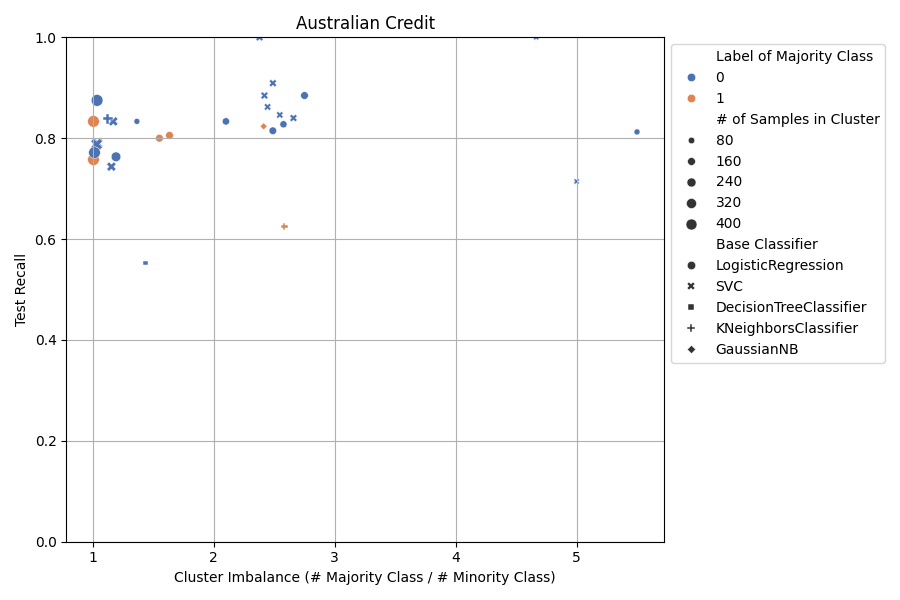 Australian Credit
1.0
0.8
0.6
0.4
0.2
0.0
Test Recall
1
2
3
4
5
Cluster Imbalance (# Majority Class / # Minority Class)
Label of Majority Class
0
1
# of Samples in Cluster
80
160
240
320
400
Base Classifier
LogisticRegression
SVC
DecisionTreeClassifier
KNeighborsClassifier
GaussianNB